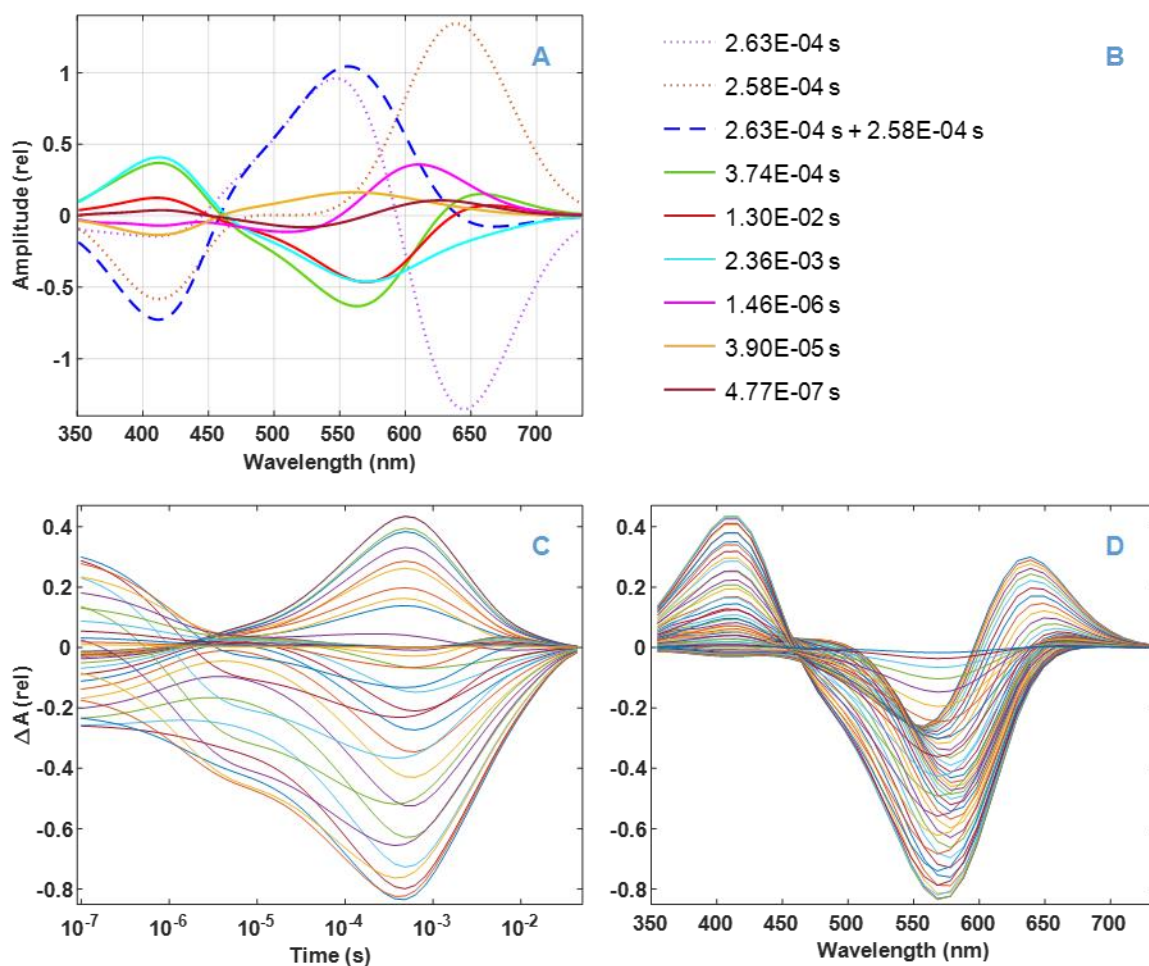 A
1
0.5
0
-0.5
-1
Amplitude (rel)
350 400 450 500 550 600 650 700
Wavelength (nm)
B
2.63E-04 s
2.58E-04 s
2.63E-04 s + 2.58E-04 s
3.74E-04 s
1.30E-02 s
2.36E-03 s
1.46E-06 s
3.90E-05 s
4.77E-07 s
C
0.4
0.2
0
-0.2
-0.4
-0.6
-0.8
ΔA (rel)
10-7 10-6 10-5 10-4 10-3 10-2
Time (s)
D
0.4
0.2
0
-0.2
-0.4
-0.6
-0.8
350 400 450 500 550 600 650 700
Wavelength (nm)